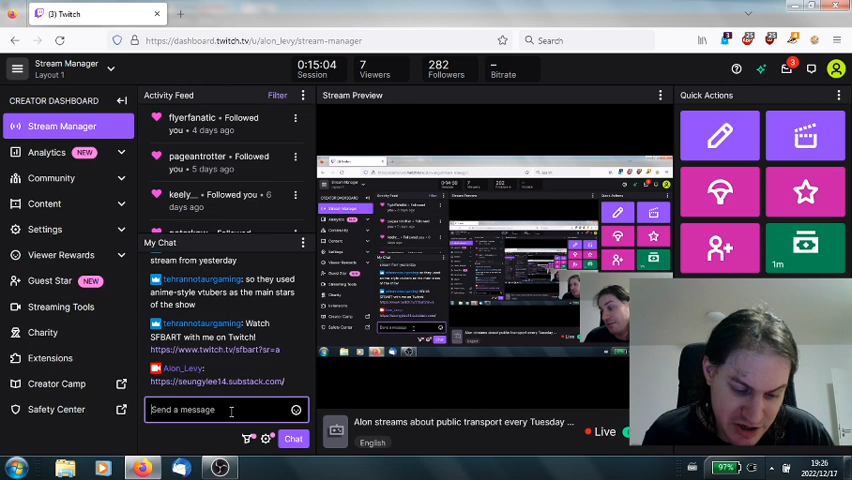 (3) Twitch
https://dashboard.twitch.tv/u/alon_levy/stream-manager
Search
3
25
25
Stream Manager
Layout 1
0:15:04
Session
7
Viewers
282
Followers
–
Bitrate
3
CREATOR DASHBOARD
Stream Manager
Analytics NEW
Community
Content
Settings
Viewer Rewards
Guest Star NEW
Streaming Tools
Charity
Extensions
Creator Camp
Safety Center
Activity Feed
Filter
flyerfanatic • Followed
you • 4 days ago
pageantrotter •
Followed you • 5 days ago
keely__ • Followed you • 6
days ago
My Chat
stream from yesterday
tehrannotaurgaming: so they used
anime-style vtubers as the main stars
of the show
tehrannotaurgaming: Watch
SFBART with me on Twitch!
https://www.twitch.tv/sfbart?sr=a
Alon_Levy:
https://seungylee14.substack.com/
Send a message
Chat
Stream Preview
Alon streams about public transport every Tuesday ...
English
Live
Quick Actions
1m
97%
19:26
2022/12/17